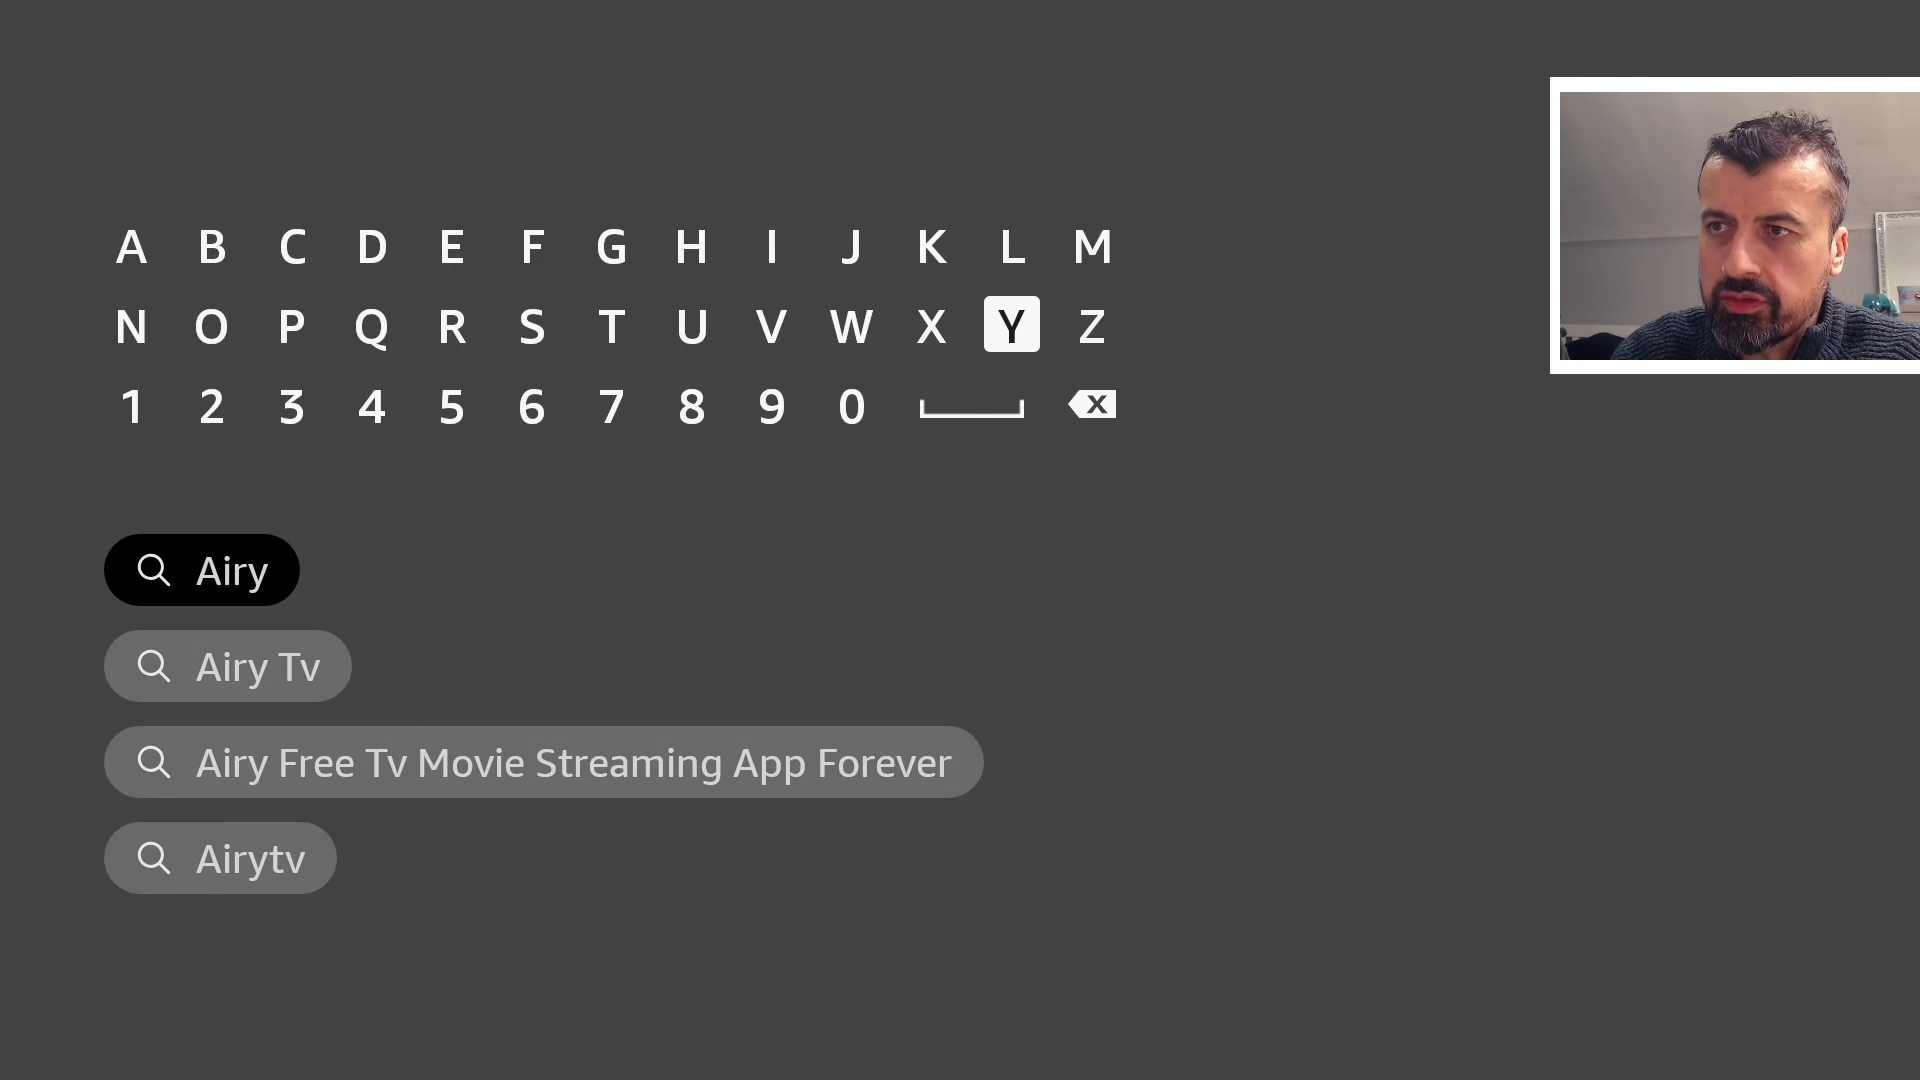 A B C D E F G H I J K L M
N O P Q R S T U V W X Y Z
1 2 3 4 5 6 7 8 9 0
Airy
Airy Tv
Airy Free Tv Movie Streaming App Forever
Airytv